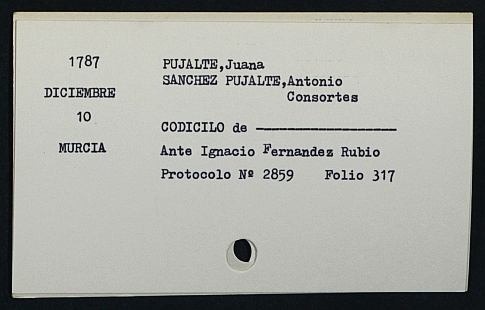 1787
DICIEMBRE
10
MURCIA
PUJALTE,Juana
SANCHEZ PUJALTE,Antonio
Consortes
CODICILO de ------------------
Ante Ignacio Fernandez Rubio
Protocolo Nº 2859 Folio 317